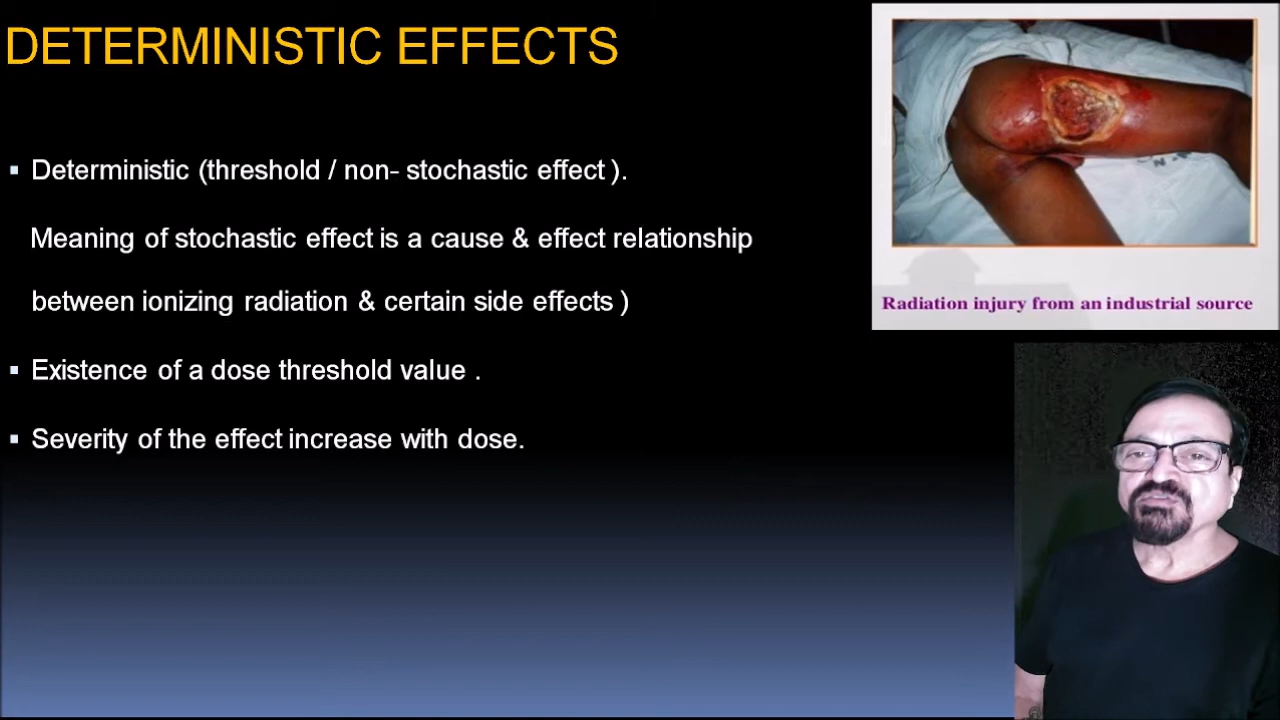 DETERMINISTIC EFFECTS
▪ Deterministic (threshold / non- stochastic effect ).
Meaning of stochastic effect is a cause & effect relationship
between ionizing radiation & certain side effects )
▪ Existence of a dose threshold value .
▪ Severity of the effect increase with dose.
Radiation injury from an industrial source